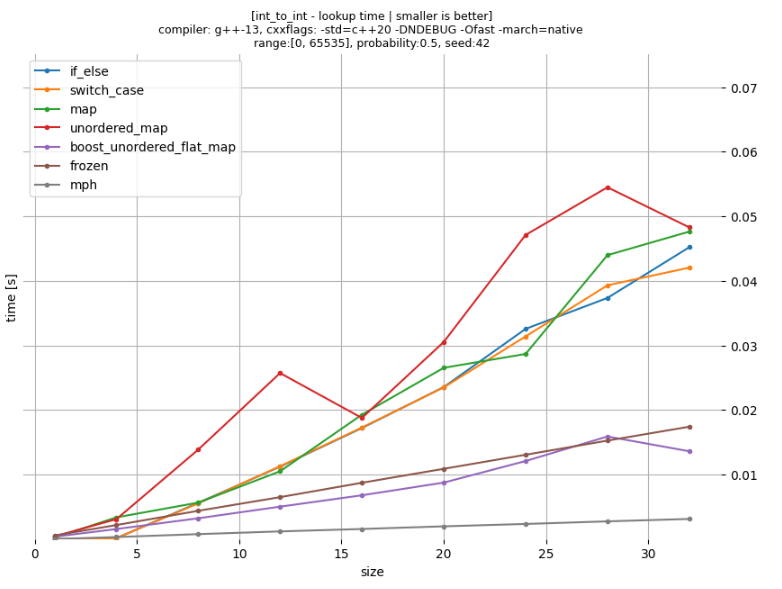 [int_to_int - lookup time | smaller is better]
compiler: g++-13, cxxflags: -std=c++20 -DNDEBUG -Ofast -march=native
range:[0, 65535], probability:0.5, seed:42
if_else
switch_case
map
unordered_map
boost_unordered_flat_map
frozen
mph
0.07
0.06
0.05
0.04
0.03
0.02
0.01
time [s]
0 5 10 15 20 25 30
size